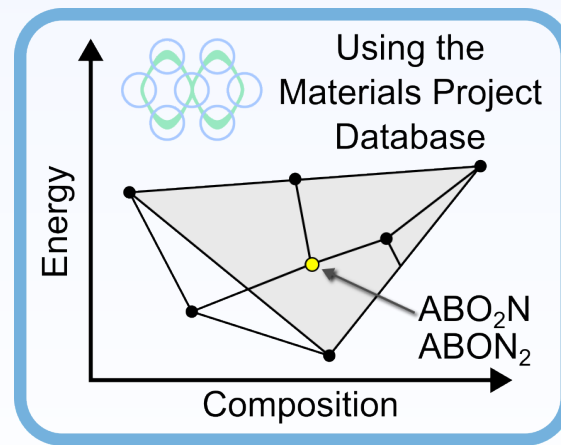 Using the
Materials Project
Database
Energy
ABO₂N
ABON₂
Composition